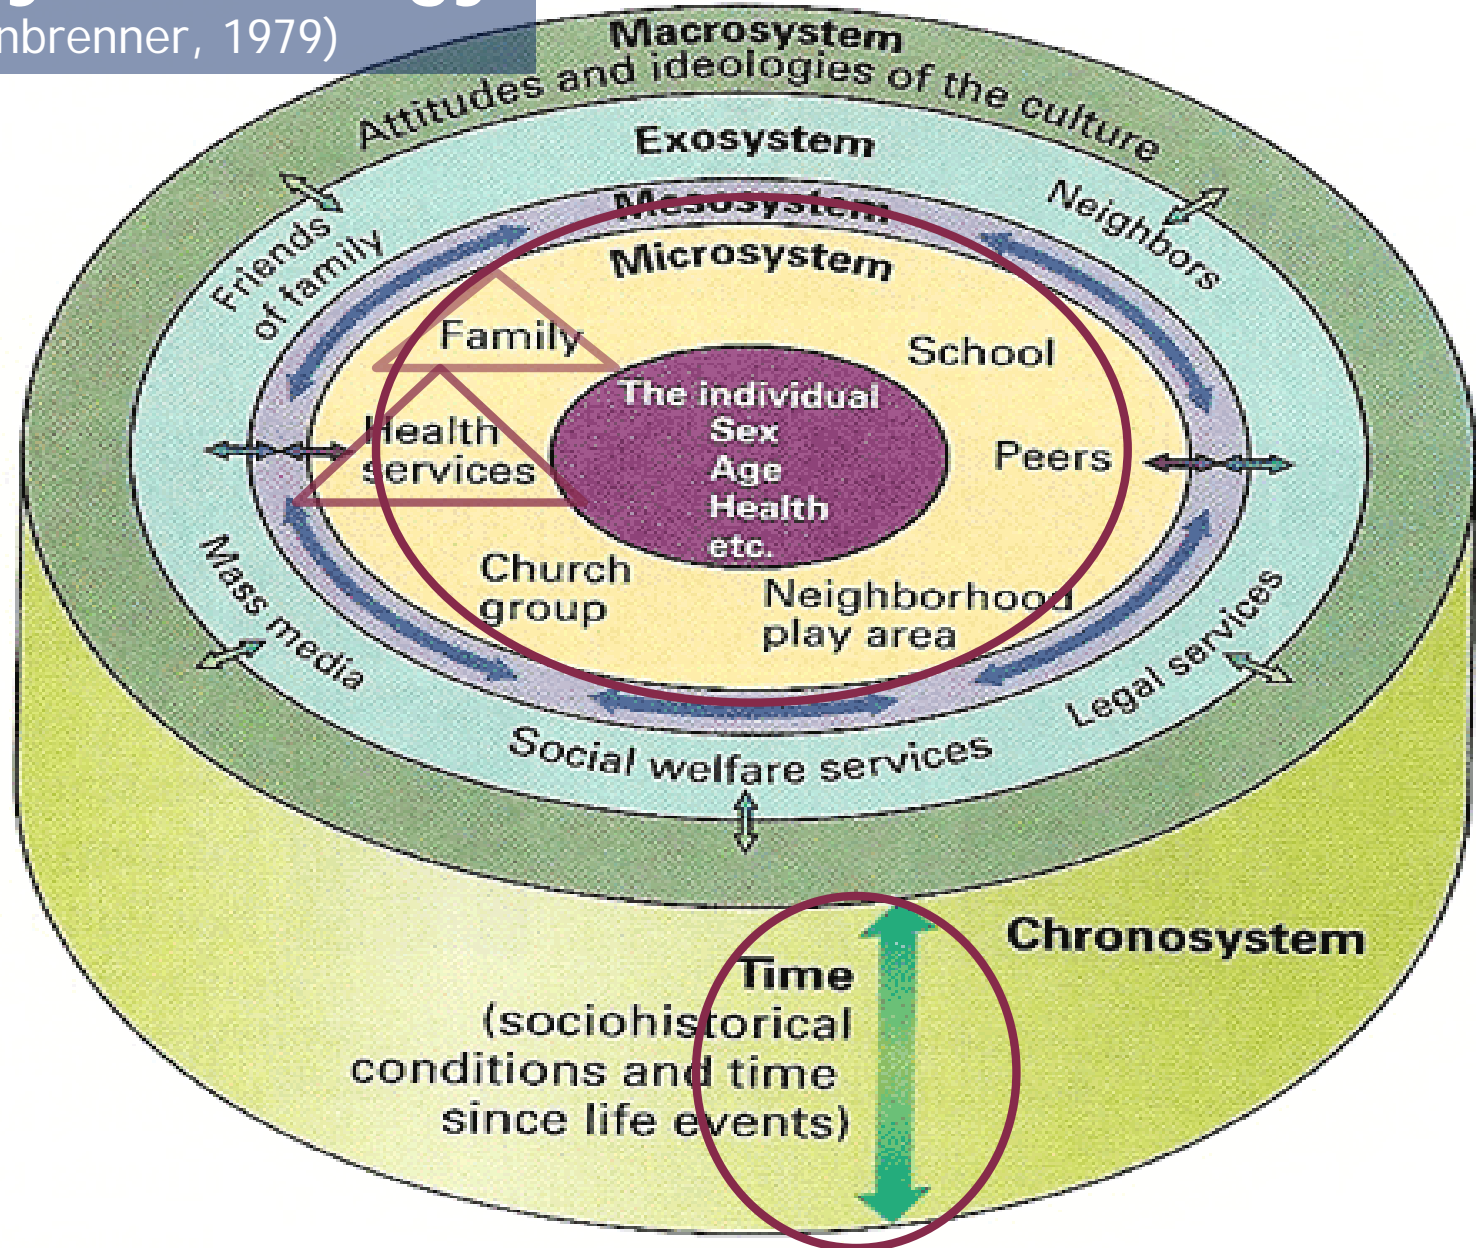 nbrenner, 1979)
Macrosystem
Attitudes and ideologies of the culture
Exosystem
Neighbors
Friends
of family
Mesosystem
Microsystem
Family
School
The individual
Sex
Age
Health
etc.
Health
services
Peers
Church
group
Neighborhood
play area
Mass media
Legal services
Social welfare services
Chronosystem
Time
(sociohistorical
conditions and time
since life events)